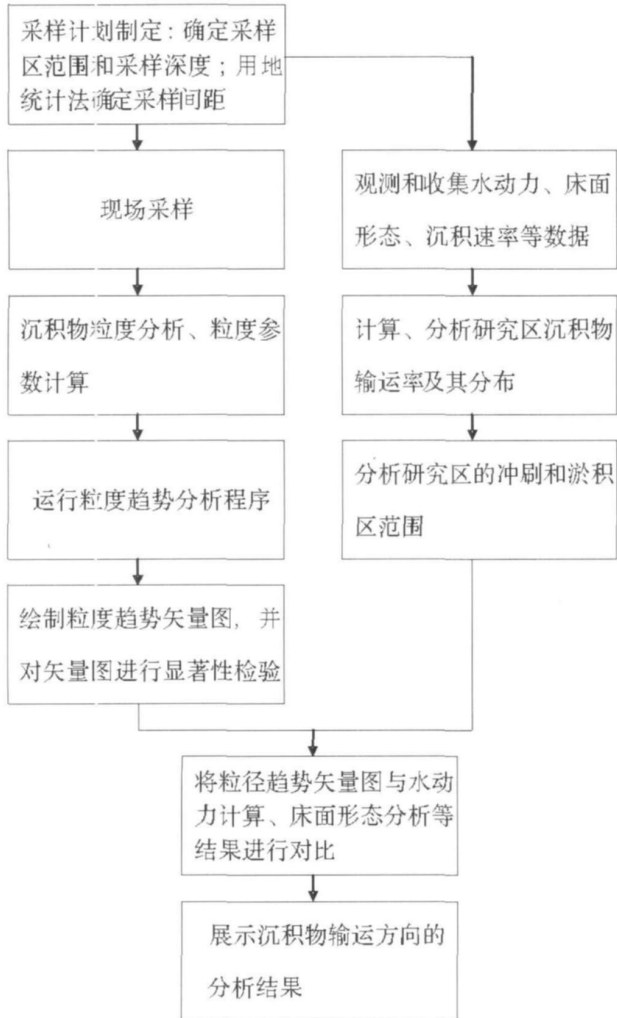 采样计划制定：确定采样
区范围和采样深度；用地
统计法确定采样间距
现场采样
沉积物粒度分析、粒度参
数计算
运行粒度趋势分析程序
绘制粒度趋势矢量图，并
对矢量图进行显著性检验
观测和收集水动力、床面
形态、沉积速率等数据
计算、分析研究区沉积物
输运率及其分布
分析研究区的冲刷和淤积
区范围
将粒径趋势矢量图与水动
力计算、床面形态分析等
结果进行对比
展示沉积物输运方向的
分析结果